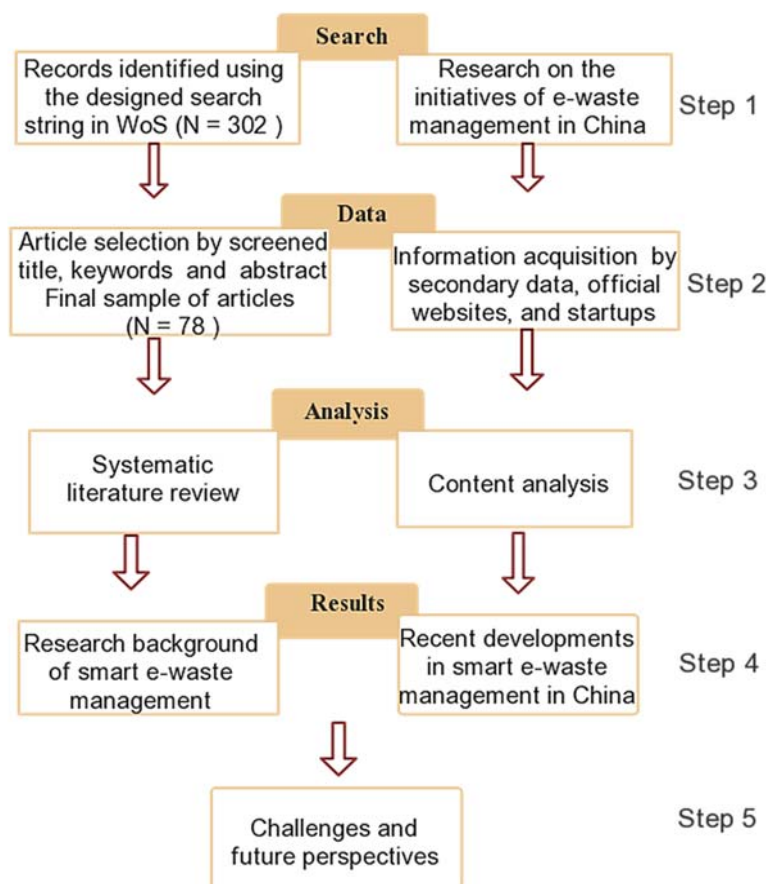 Search
Records identified using
the designed search
string in WoS (N = 302 )
Research on the
initiatives of e-waste
management in China
Step 1
Data
Article selection by screened
title, keywords and abstract
Final sample of articles
(N = 78 )
Information acquisition by
secondary data, official
websites, and startups
Step 2
Analysis
Systematic
literature review
Content analysis
Step 3
Results
Research background
of smart e-waste
management
Recent developments
in smart e-waste
management in China
Step 4
Challenges and
future perspectives
Step 5